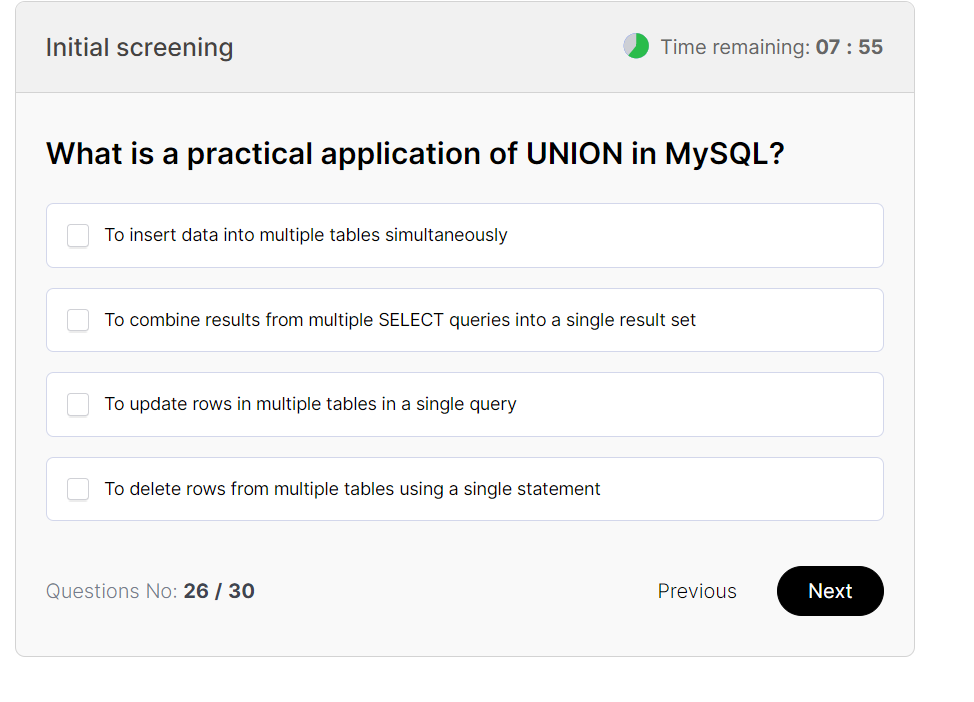 Initial screening
Time remaining: 07 : 55
What is a practical application of UNION in MySQL?
To insert data into multiple tables simultaneously
To combine results from multiple SELECT queries into a single result set
To update rows in multiple tables in a single query
To delete rows from multiple tables using a single statement
Questions No: 26 / 30
Previous
Next